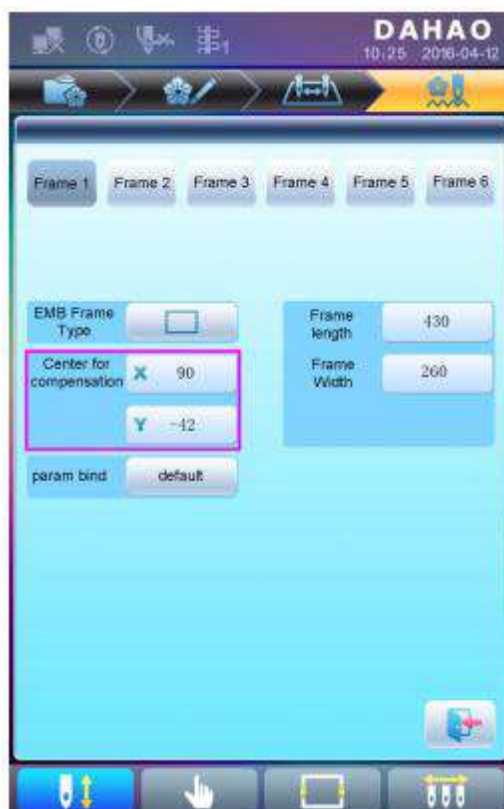 DAHAO
10:25 2016-04-12
Frame 1 Frame 2 Frame 3 Frame 4 Frame 5 Frame 6
EMB Frame
Type
Frame
length
430
Center for
compensation
X 90
Frame
Width
260
Y -42
param bind default